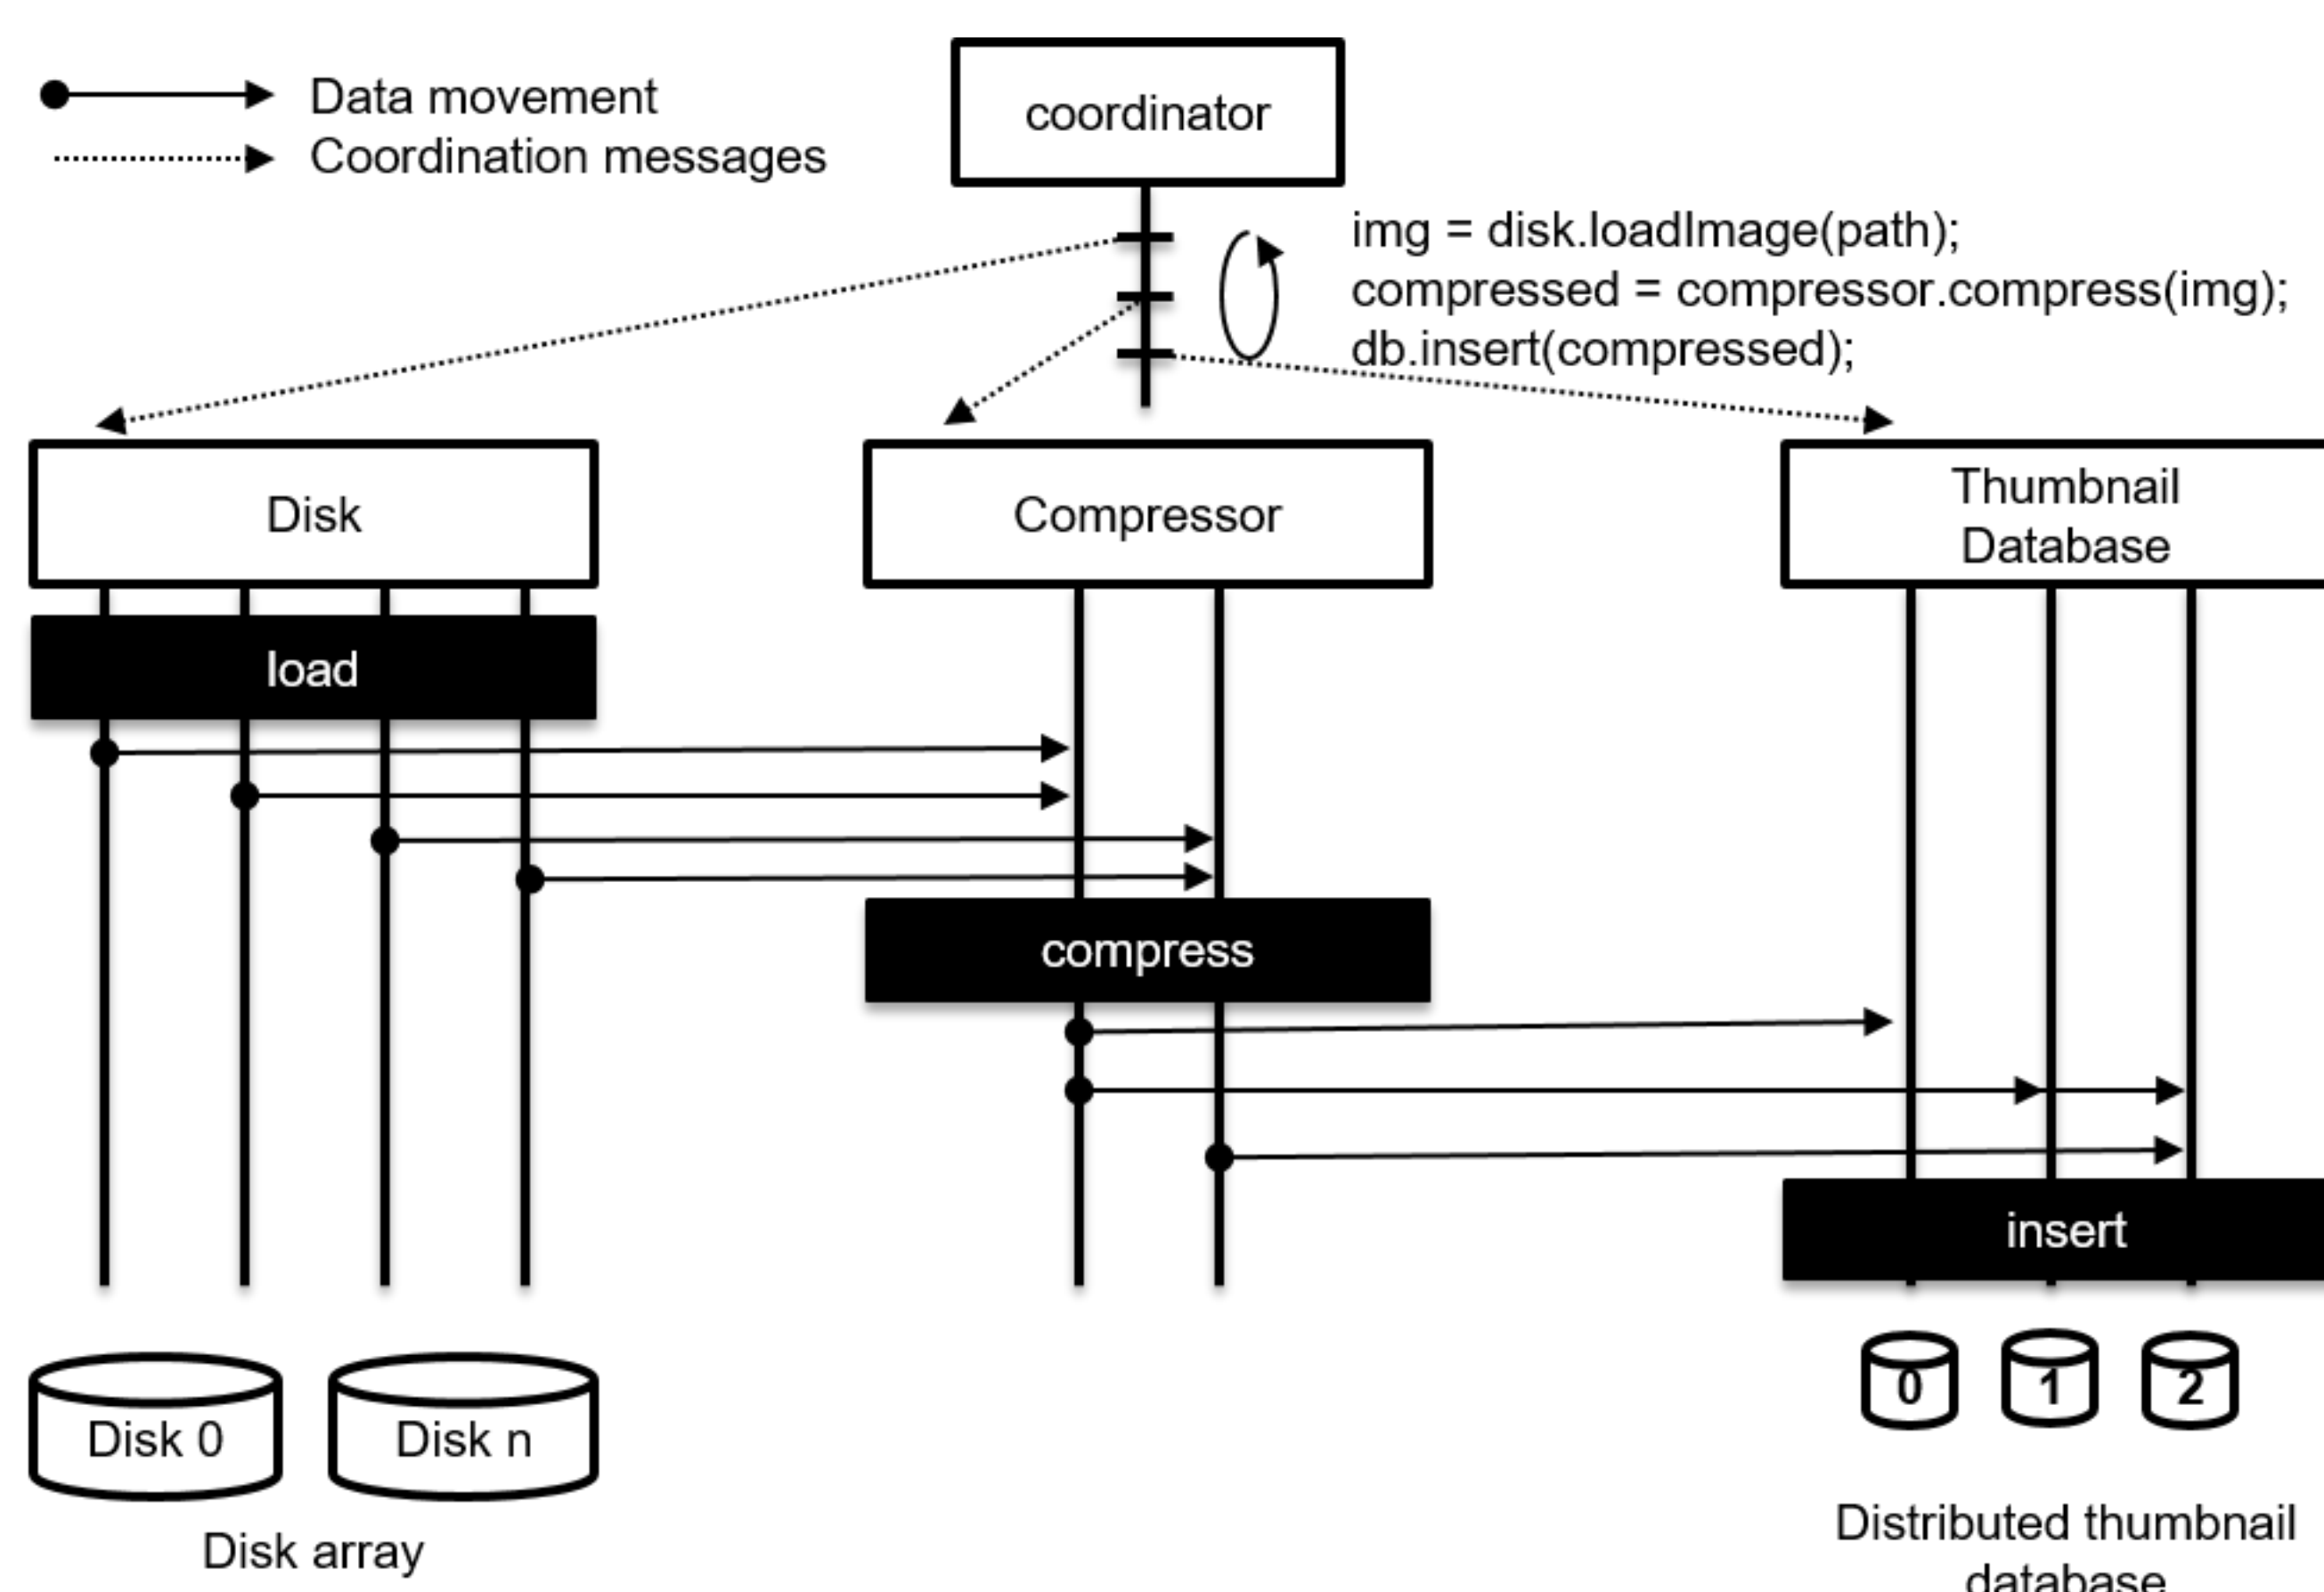 Data movement
Coordination messages
coordinator
img = disk.loadImage(path);
compressed = compressor.compress(img);
db.insert(compressed);
Disk
Compressor
Thumbnail
Database
load
compress
insert
Disk 0
Disk n
0
1
2
Disk array
Distributed thumbnail
database